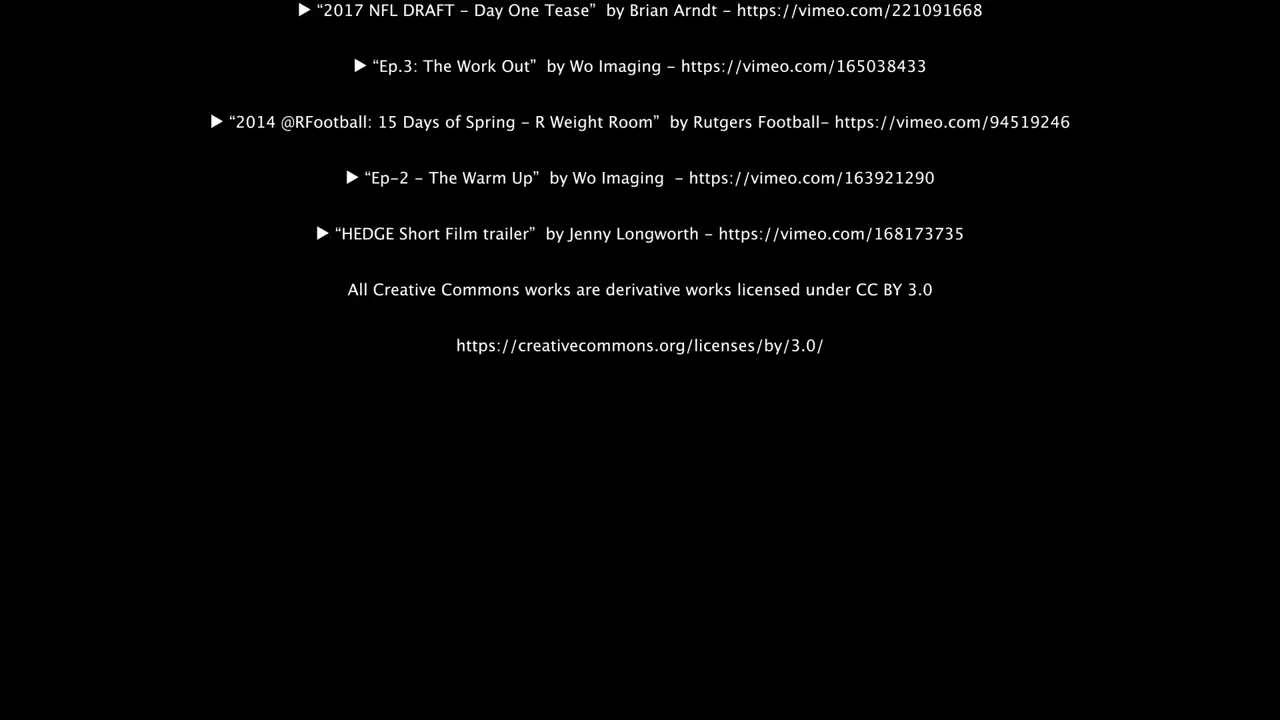 ▶ “2017 NFL DRAFT - Day One Tease”  by Brian Arndt - https://vimeo.com/221091668
▶ “Ep.3: The Work Out”  by Wo Imaging - https://vimeo.com/165038433
▶ “2014 @RFootball: 15 Days of Spring - R Weight Room”  by Rutgers Football- https://vimeo.com/94519246
▶ “Ep-2 - The Warm Up”  by Wo Imaging  - https://vimeo.com/163921290
▶ “HEDGE Short Film trailer”  by Jenny Longworth - https://vimeo.com/168173735
All Creative Commons works are derivative works licensed under CC BY 3.0
https://creativecommons.org/licenses/by/3.0/